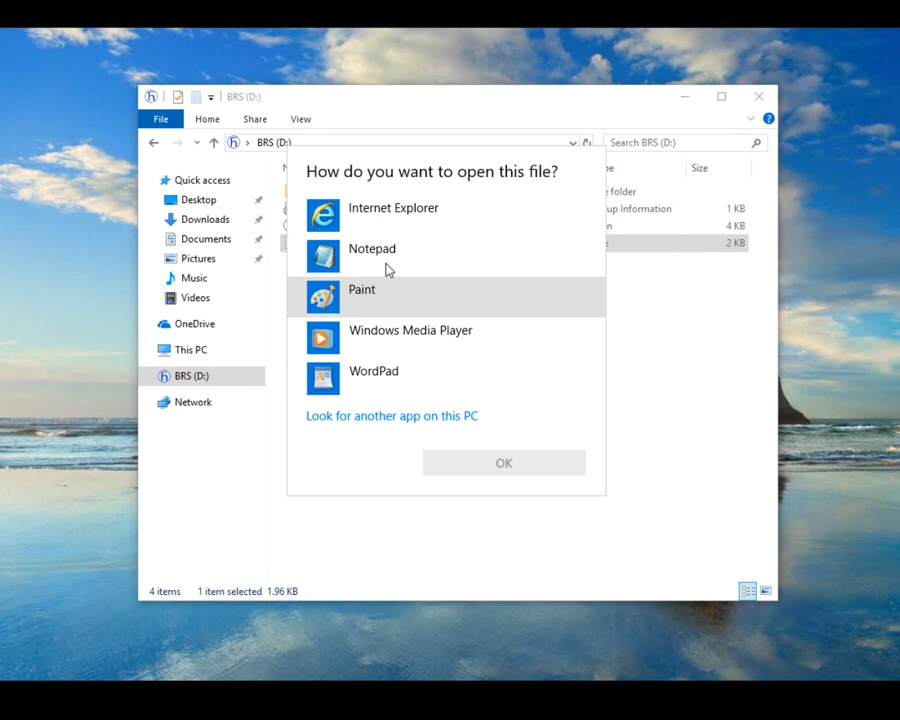 BRS (D:)
File Home Share View
BRS (D:) Search BRS (D:)
How do you want to open this file?
Size
Quick access
Desktop
Downloads
Documents
Pictures
Music
Videos
OneDrive
This PC
BRS (D:)
Network
Internet Explorer
Notepad
Paint
Windows Media Player
WordPad
Look for another app on this PC
OK
pe
e folder
up Information 1 KB
n 4 KB
e 2 KB
4 items 1 item selected 1.96 KB